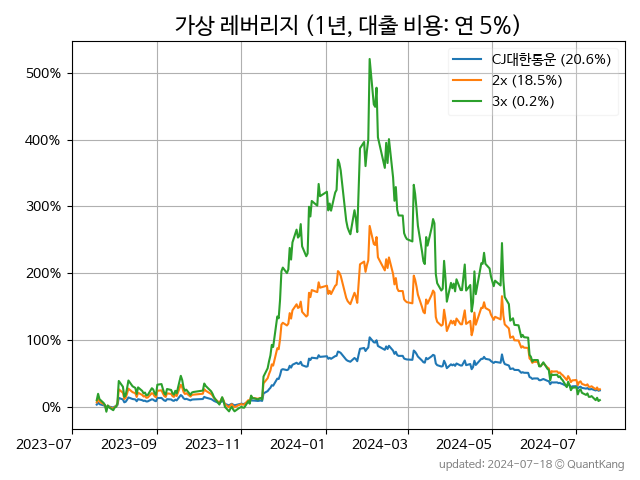 가상 레버리지 (1년, 대출 비용: 연 5%)
CJ대한통운 (20.6%)
2x (18.5%)
3x (0.2%)
500%
400%
300%
200%
100%
0%
2023-07 2023-09 2023-11 2024-01 2024-03 2024-05 2024-07
updated: 2024-07-18 @ QuantKang